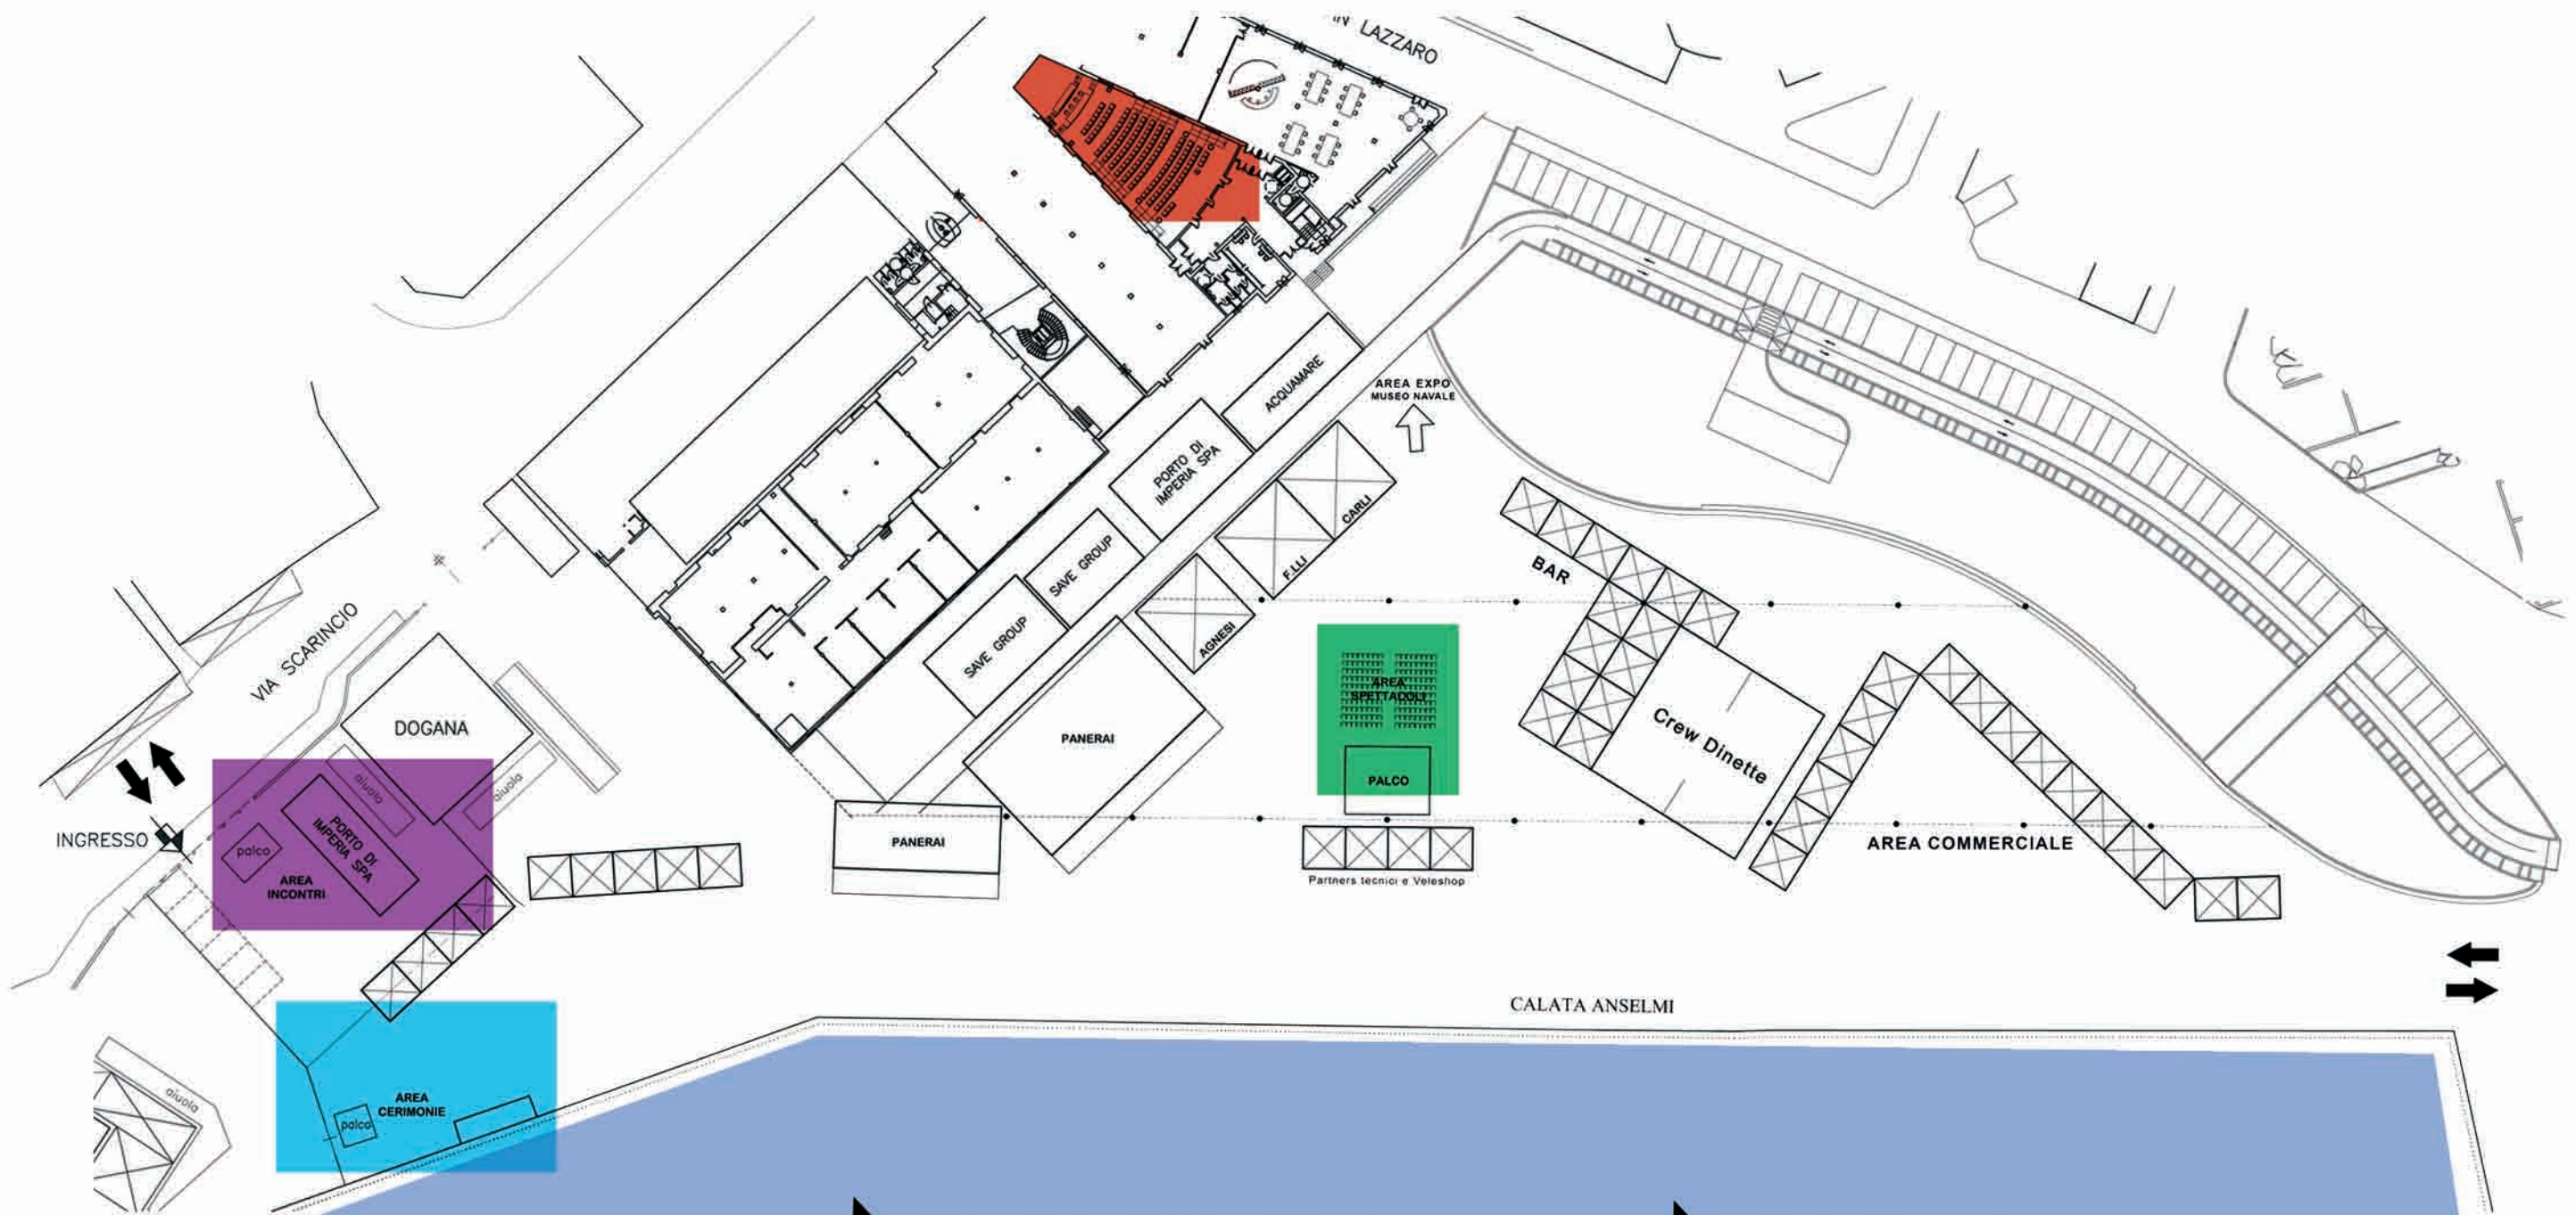 LAZZARO
ACQUAMARE
AREA EXPO
MUSEO NAVALE
PORTO DI
IMPERIA SPA
CARLI
F.LLI
SAVE GROUP
SAVE GROUP
AGNESI
BAR
VIA SCARINCIO
DOGANA
PANERAI
AREA
SPETTACOLI
PALCO
Crew Dinette
aiuola
aiuola
INGRESSO
palco
PORTO DI
IMPERIA SPA
AREA
INCONTRI
PANERAI
Partners tecnici e Veleshop
AREA COMMERCIALE
CALATA ANSELMI
aiuola
AREA
CERIMONIE
palco